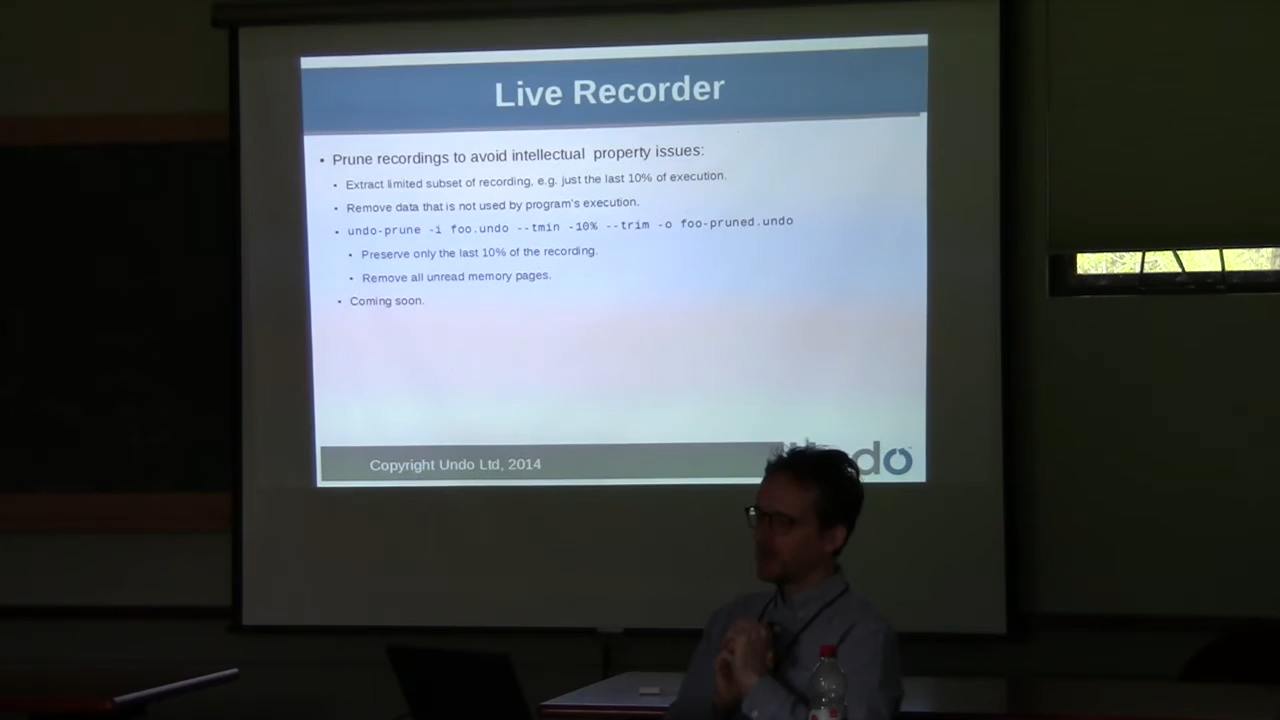 Live Recorder
• Prune recordings to avoid intellectual property issues:
• Extract limited subset of recording, e.g. just the last 10% of execution.
• Remove data that is not used by program's execution.
• undo-prune -i foo.undo --tmin -10% --trim -o foo-pruned.undo
• Preserve only the last 10% of the recording.
• Remove all unread memory pages.
• Coming soon.
Copyright Undo Ltd, 2014